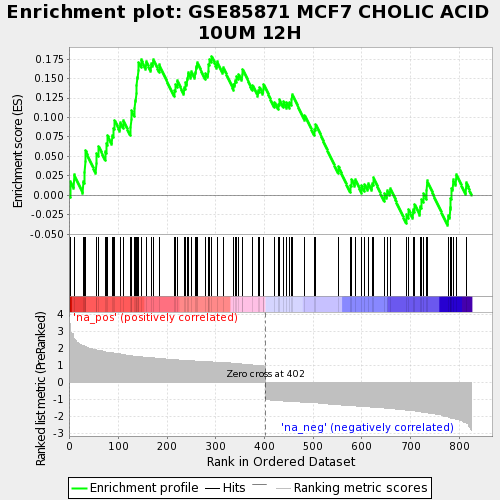 Enrichment plot: GSE85871 MCF7 CHOLIC ACID
10UM 12H
Enrichment score (ES)
0.175
0.150
0.125
0.100
0.075
0.050
0.025
0.000
-0.025
-0.050
'na_pos' (positively correlated)
Ranked list metric (PreRanked)
4
3
2
1
0
-1
-2
-3
Zero cross at 402
'na_neg' (negatively correlated)
0 100 200 300 400 500 600 700 800
Rank in Ordered Dataset
Enrichment profile Hits Ranking metric scores